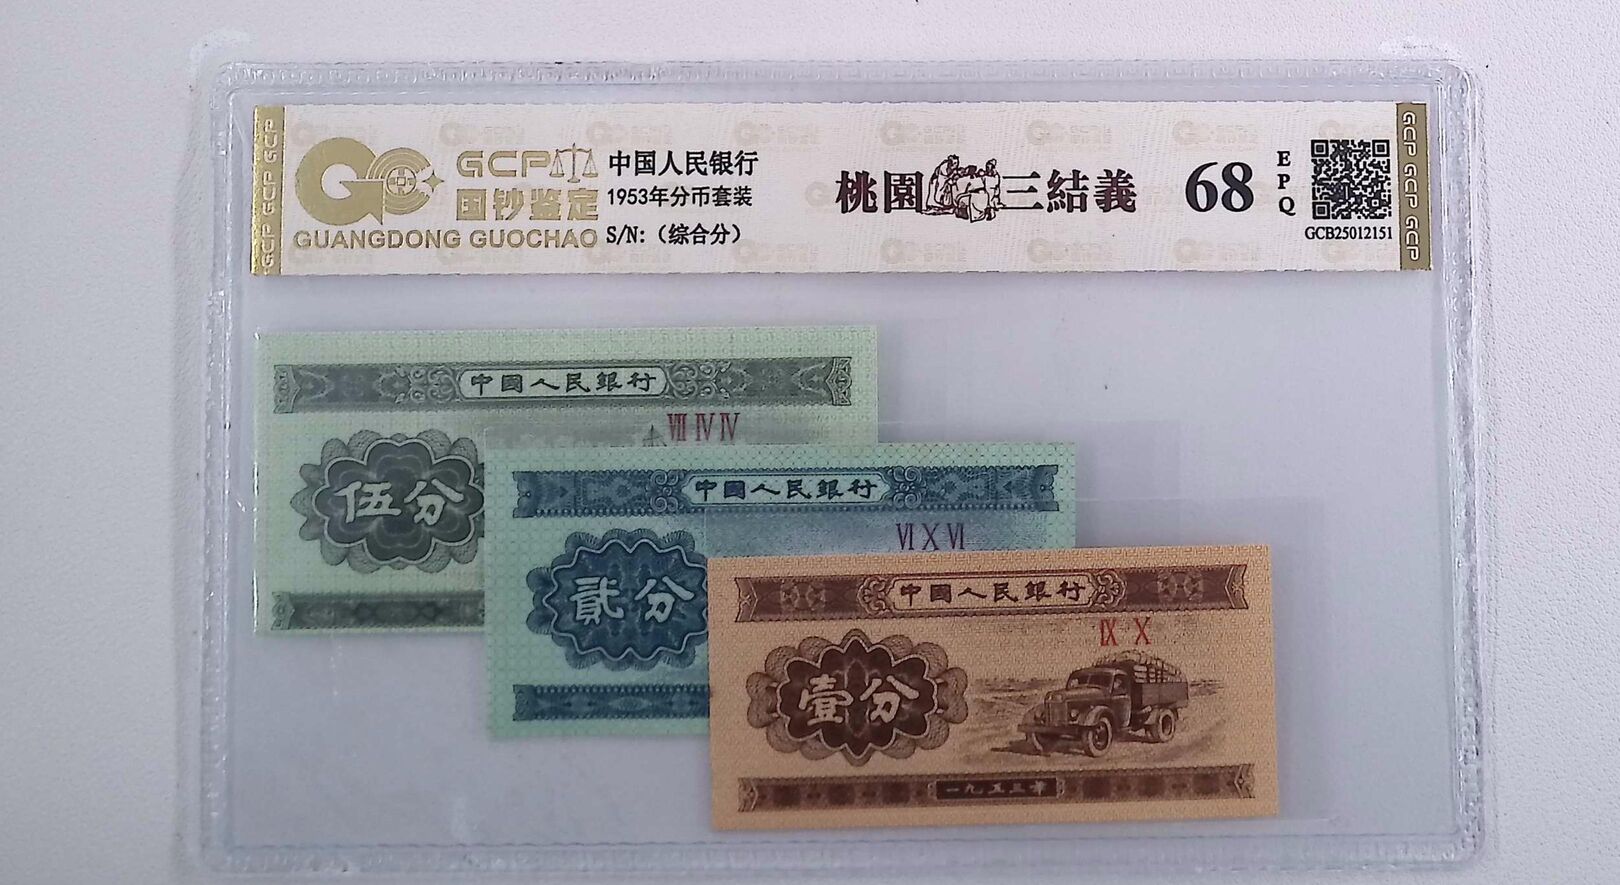 GCP
国钞鉴定
GUANGDONG GUOCHAO
中国人民银行
1953年分币套装
S/N:（综合分）
桃園三結義
68
EPQ
GCB25012151
GCP GCP GCP
GCP GCP GCP
中國人民銀行
Ⅶ Ⅳ Ⅳ
伍分
中國人民銀行
Ⅵ Ⅹ Ⅵ
貳分
中國人民銀行
Ⅸ Ⅹ
壹分
一九五三年